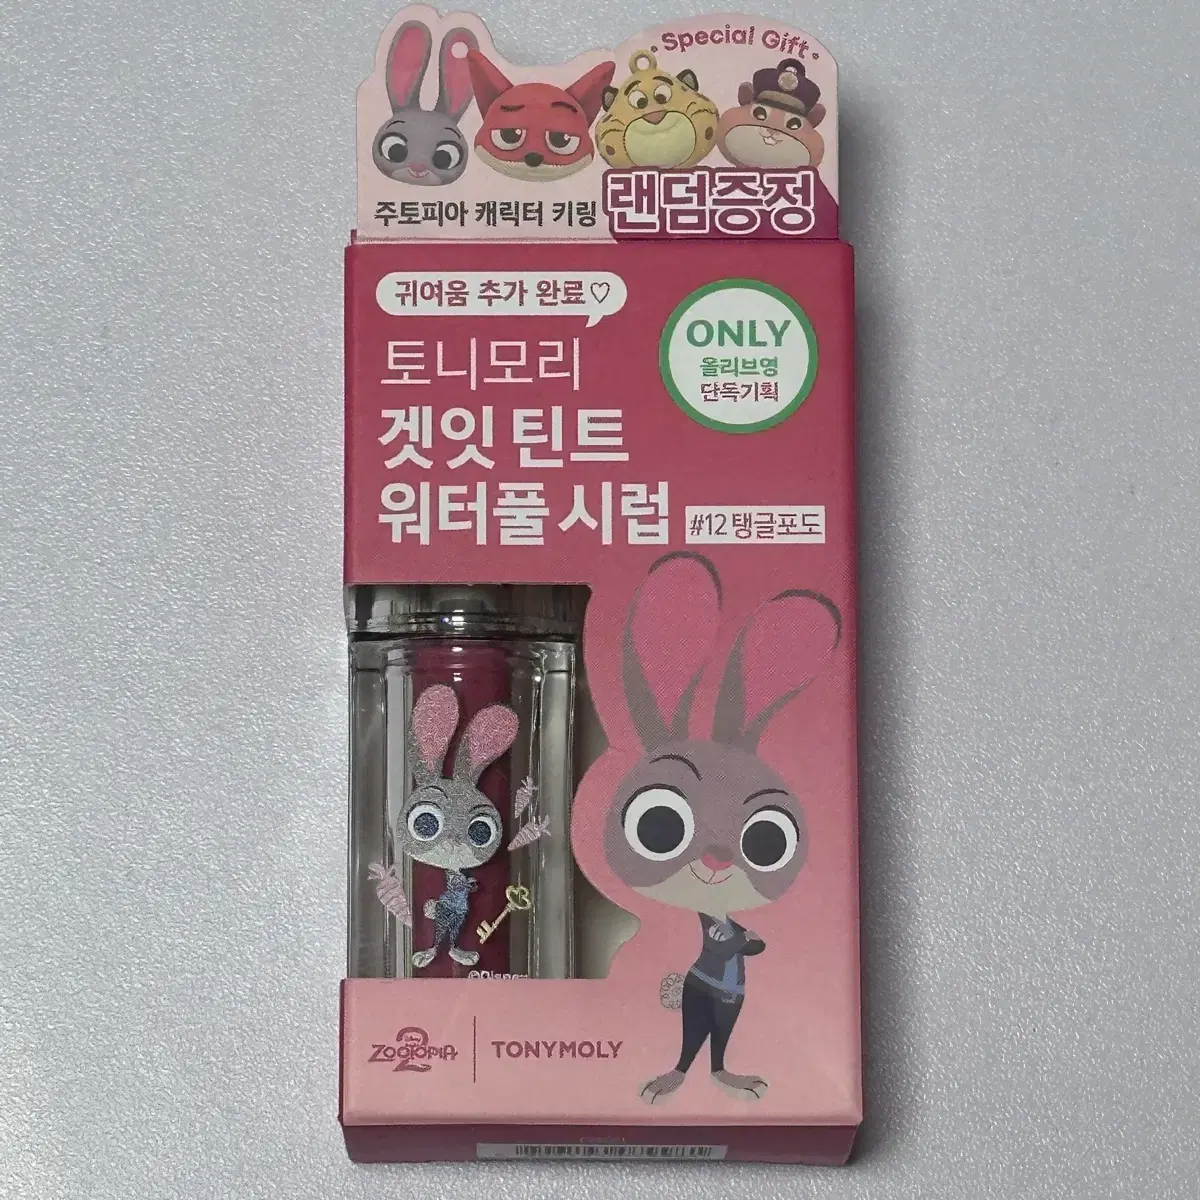 Special Gift
주토피아 캐릭터 키링 랜덤증정
귀여움 추가 완료♡
ONLY
올리브영
단독기획
토니모리
겟잇 틴트
워터풀 시럽 #12 탱글포도
©Disney
ZOOTOPIA 2
TONYMOLY